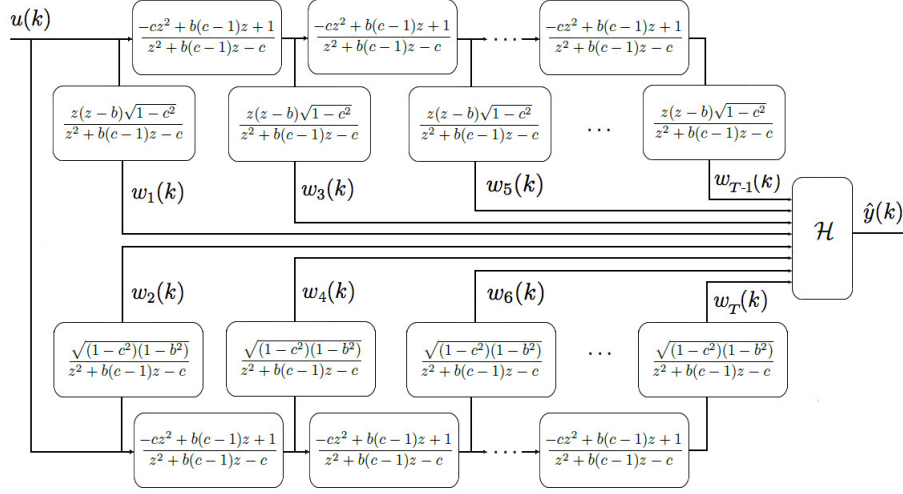 u(k)
-cz² + b(c − 1)z + 1 / z² + b(c − 1)z − c
-cz² + b(c − 1)z + 1 / z² + b(c − 1)z − c
· · ·
-cz² + b(c − 1)z + 1 / z² + b(c − 1)z − c
z(z − b)√(1 − c²) / z² + b(c − 1)z − c
z(z − b)√(1 − c²) / z² + b(c − 1)z − c
z(z − b)√(1 − c²) / z² + b(c − 1)z − c
· · ·
z(z − b)√(1 − c²) / z² + b(c − 1)z − c
w₁(k)
w₃(k)
w₅(k)
w_{T-1}(k)
H
ŷ(k)
w₂(k)
w₄(k)
w₆(k)
w_T(k)
√((1 − c²)(1 − b²)) / z² + b(c − 1)z − c
√((1 − c²)(1 − b²)) / z² + b(c − 1)z − c
√((1 − c²)(1 − b²)) / z² + b(c − 1)z − c
· · ·
√((1 − c²)(1 − b²)) / z² + b(c − 1)z − c
-cz² + b(c − 1)z + 1 / z² + b(c − 1)z − c
-cz² + b(c − 1)z + 1 / z² + b(c − 1)z − c
· · ·
-cz² + b(c − 1)z + 1 / z² + b(c − 1)z − c